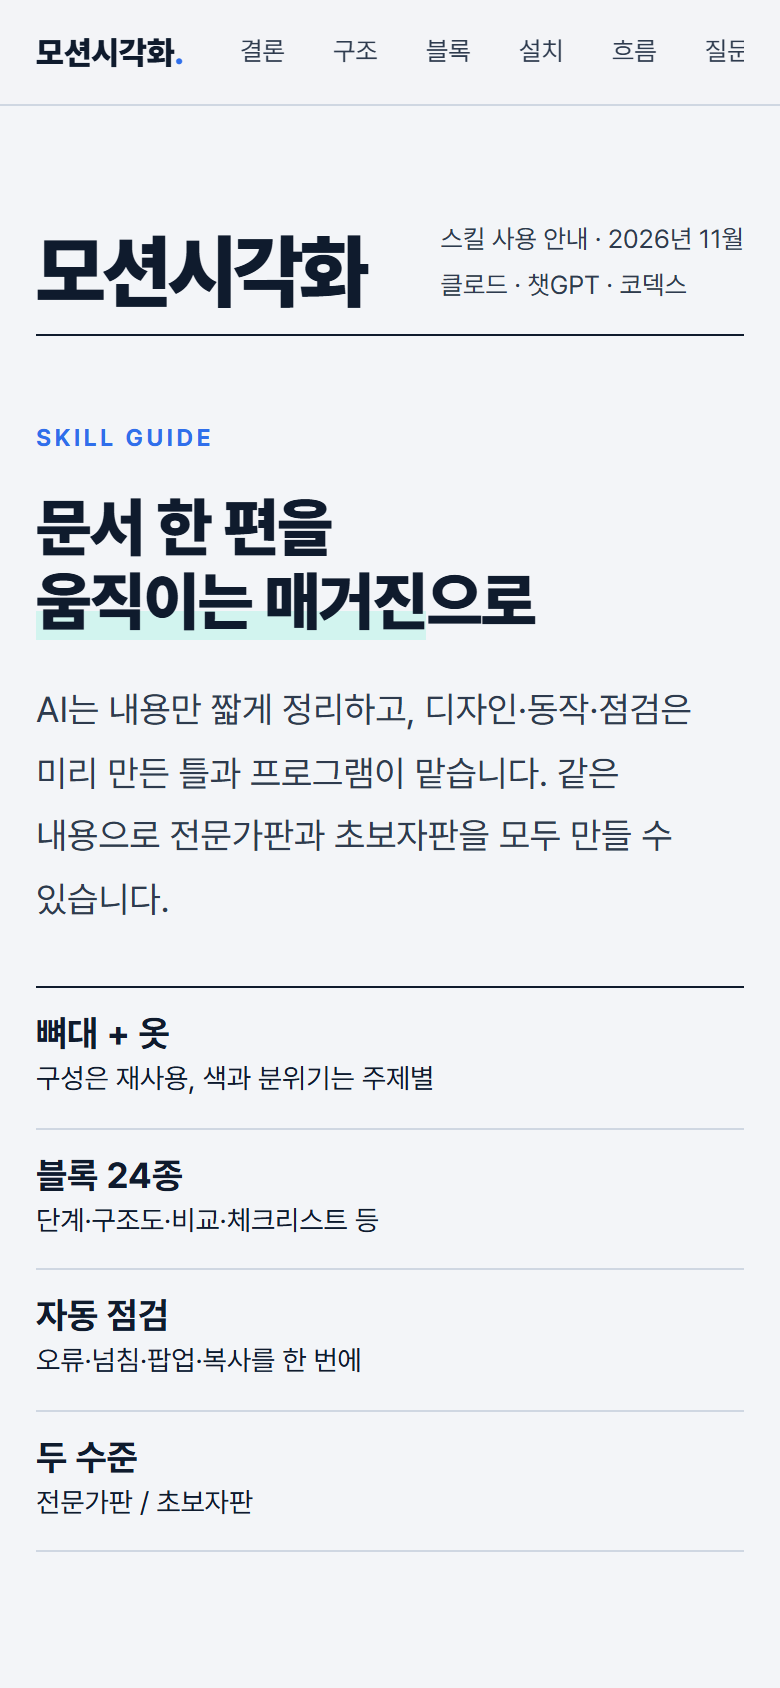 모션시각화.
결론 구조 블록 설치 흐름 질문
모션시각화
스킬 사용 안내 · 2026년 11월
클로드 · 챗GPT · 코덱스
SKILL GUIDE
문서 한 편을
움직이는 매거진으로
AI는 내용만 짧게 정리하고, 디자인·동작·점검은
미리 만든 틀과 프로그램이 맡습니다. 같은
내용으로 전문가판과 초보자판을 모두 만들 수
있습니다.
뼈대 + 옷
구성은 재사용, 색과 분위기는 주제별
블록 24종
단계·구조도·비교·체크리스트 등
자동 점검
오류·넘침·팝업·복사를 한 번에
두 수준
전문가판 / 초보자판